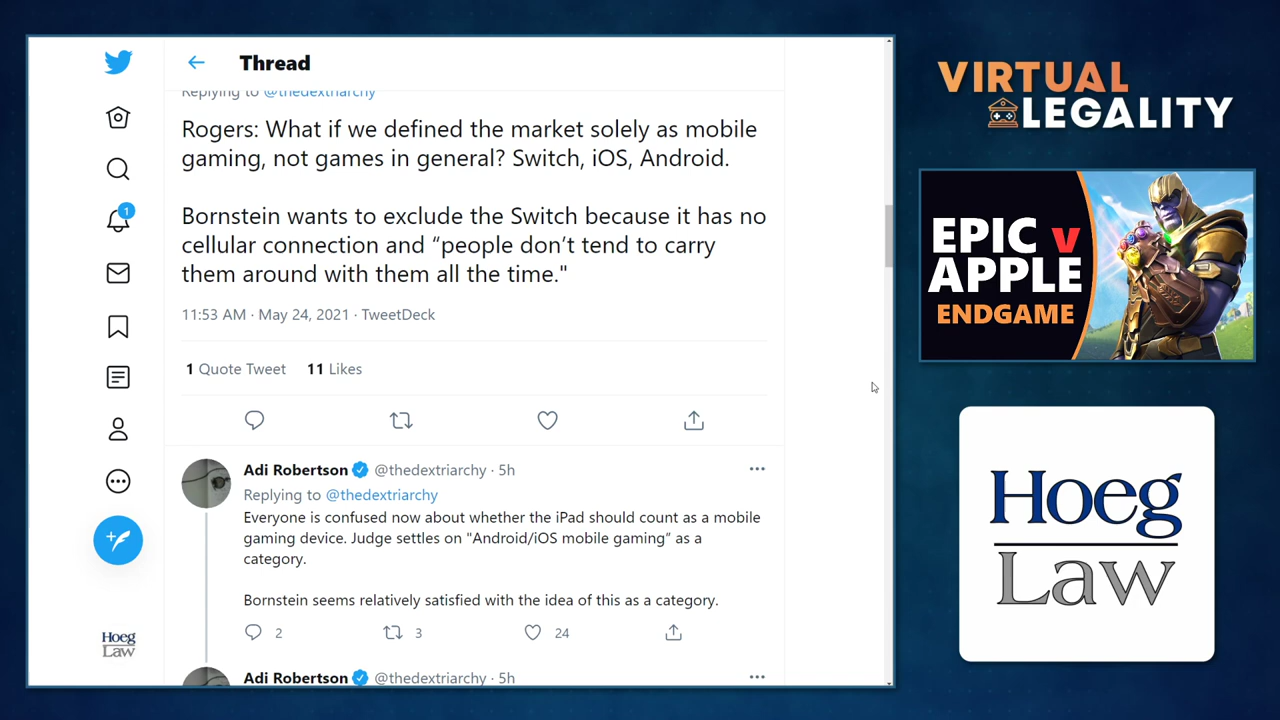 Thread
Replying to @thedextriarchy
Rogers: What if we defined the market solely as mobile
gaming, not games in general? Switch, iOS, Android.
Bornstein wants to exclude the Switch because it has no
cellular connection and “people don’t tend to carry
them around with them all the time."
11:53 AM · May 24, 2021 · TweetDeck
1 Quote Tweet 11 Likes
Adi Robertson @thedextriarchy · 5h
Replying to @thedextriarchy
Everyone is confused now about whether the iPad should count as a mobile
gaming device. Judge settles on "Android/iOS mobile gaming” as a
category.
Bornstein seems relatively satisfied with the idea of this as a category.
2 3 24
Adi Robertson @thedextriarchy · 5h
1
Hoeg
Law
VIRTUAL
LEGALITY
EPIC v
APPLE
ENDGAME
Hoeg
Law